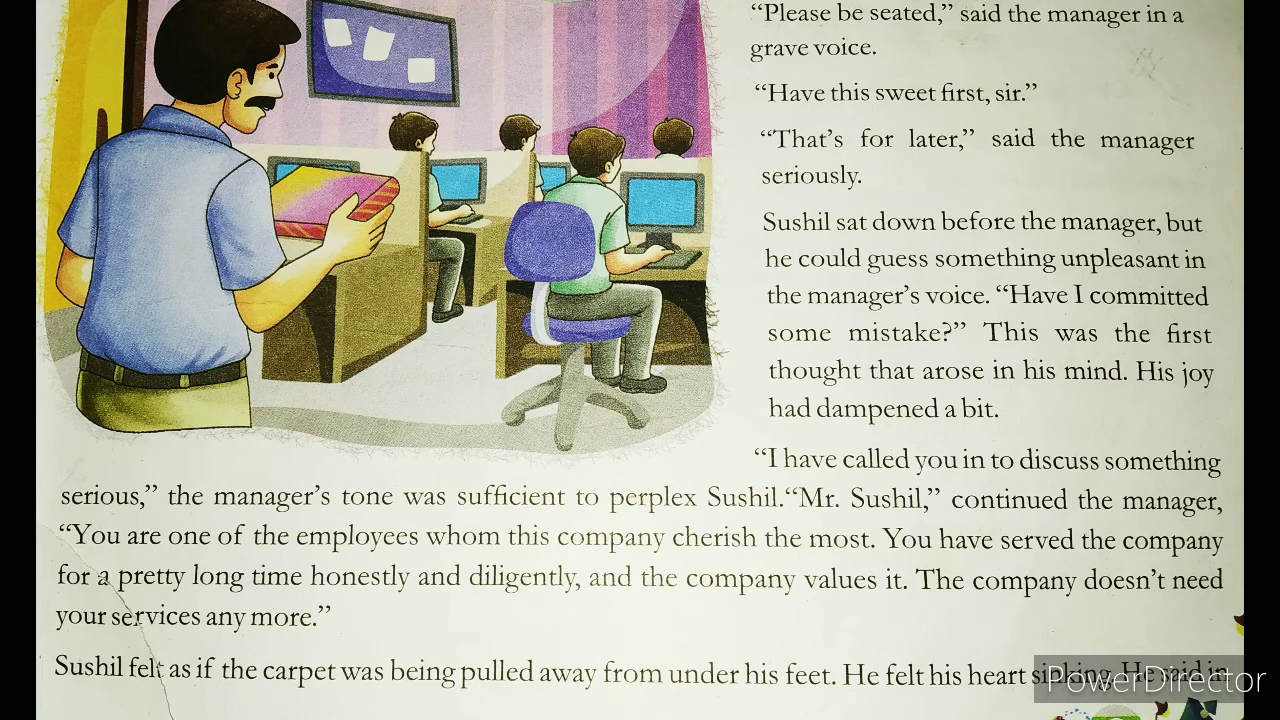 “Please be seated,” said the manager in a
grave voice.
“Have this sweet first, sir.”
“That’s for later,” said the manager
seriously.
Sushil sat down before the manager, but
he could guess something unpleasant in
the manager’s voice. “Have I committed
some mistake?” This was the first
thought that arose in his mind. His joy
had dampened a bit.
“I have called you in to discuss something
serious,” the manager’s tone was sufficient to perplex Sushil.“Mr. Sushil,” continued the manager,
“You are one of the employees whom this company cherish the most. You have served the company
for a pretty long time honestly and diligently, and the company values it. The company doesn’t need
your services any more.”
Sushil felt as if the carpet was being pulled away from under his feet. He felt his heart sinking. He said in
PowerDirector